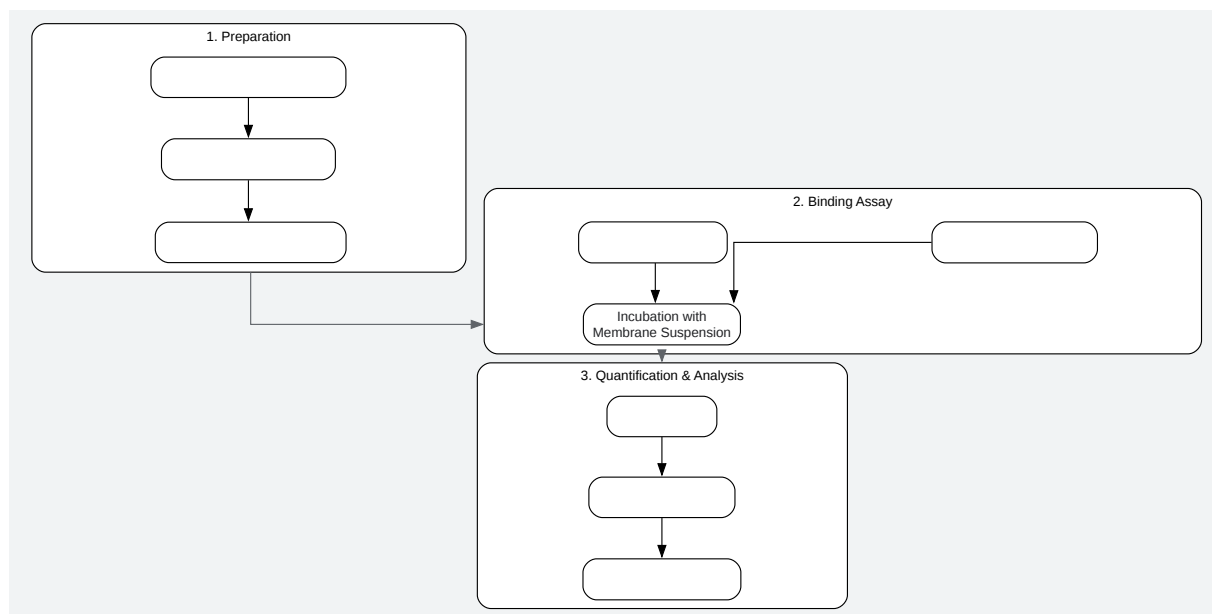 1. Preparation
2. Binding Assay
Incubation with
Membrane Suspension
3. Quantification & Analysis